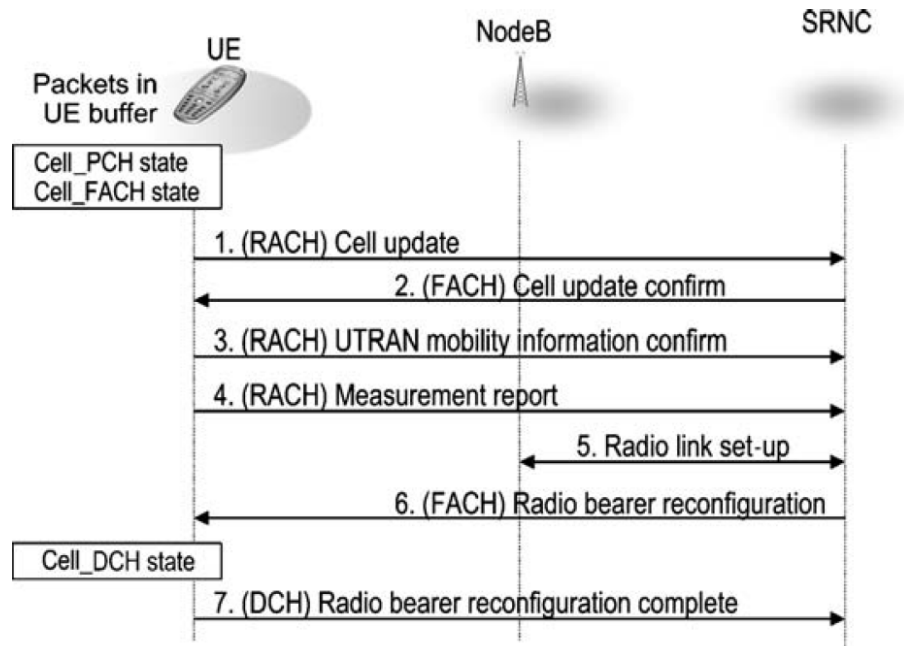 UE
NodeB
SRNC
Packets in
UE buffer
Cell_PCH state
Cell_FACH state
1. (RACH) Cell update
2. (FACH) Cell update confirm
3. (RACH) UTRAN mobility information confirm
4. (RACH) Measurement report
5. Radio link set-up
6. (FACH) Radio bearer reconfiguration
Cell_DCH state
7. (DCH) Radio bearer reconfiguration complete